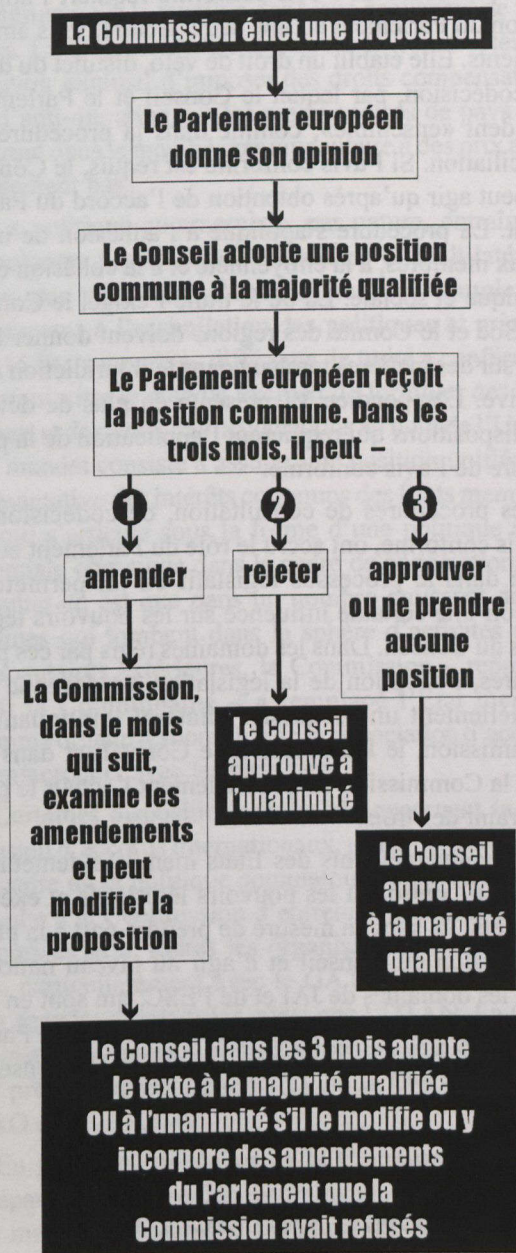 La Commission émet une proposition
Le Parlement européen
donne son opinion
Le Conseil adopte une position
commune à la majorité qualifiée
Le Parlement européen reçoit
la position commune. Dans les
trois mois, il peut
1
2
3
amender
rejeter
approuver
ou ne prendre
aucune
position
La Commission,
dans le mois
qui suit,
examine les
amendements
et peut
modifier la
proposition
Le Conseil
approuve à
l'unanimité
Le Conseil
approuve
à la majorité
qualifiée
Le Conseil dans les 3 mois adopte
le texte à la majorité qualifiée
OU à l'unanimité s'il le modifie ou y
incorpore des amendements
du Parlement que la
Commission avait refusés